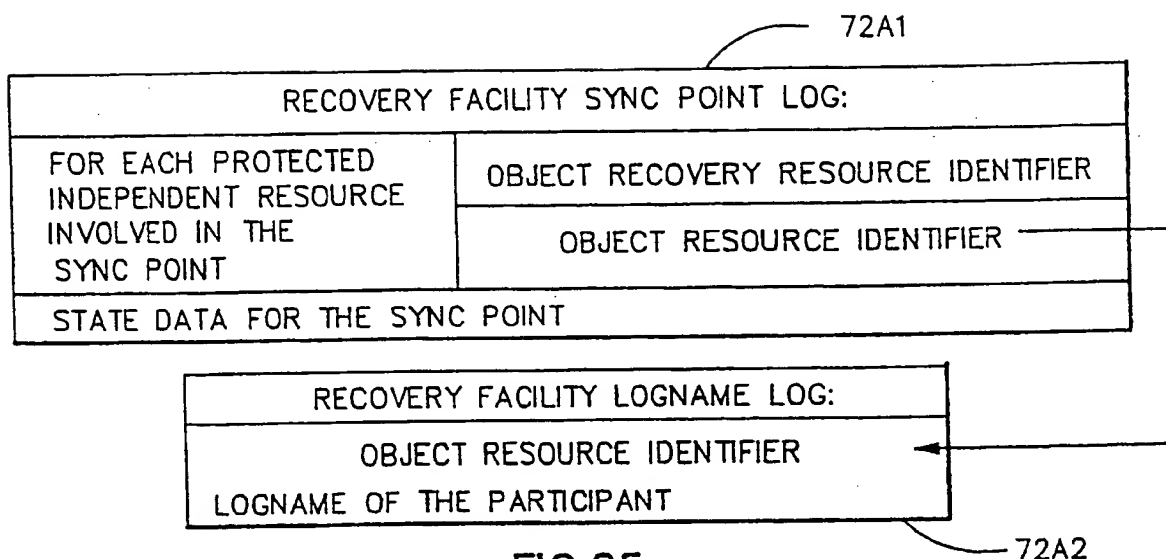 72A1
RECOVERY FACILITY SYNC POINT LOG:
FOR EACH PROTECTED
INDEPENDENT RESOURCE
INVOLVED IN THE
SYNC POINT
OBJECT RECOVERY RESOURCE IDENTIFIER
OBJECT RESOURCE IDENTIFIER
STATE DATA FOR THE SYNC POINT
RECOVERY FACILITY LOGNAME LOG:
OBJECT RESOURCE IDENTIFIER
LOGNAME OF THE PARTICIPANT
72A2